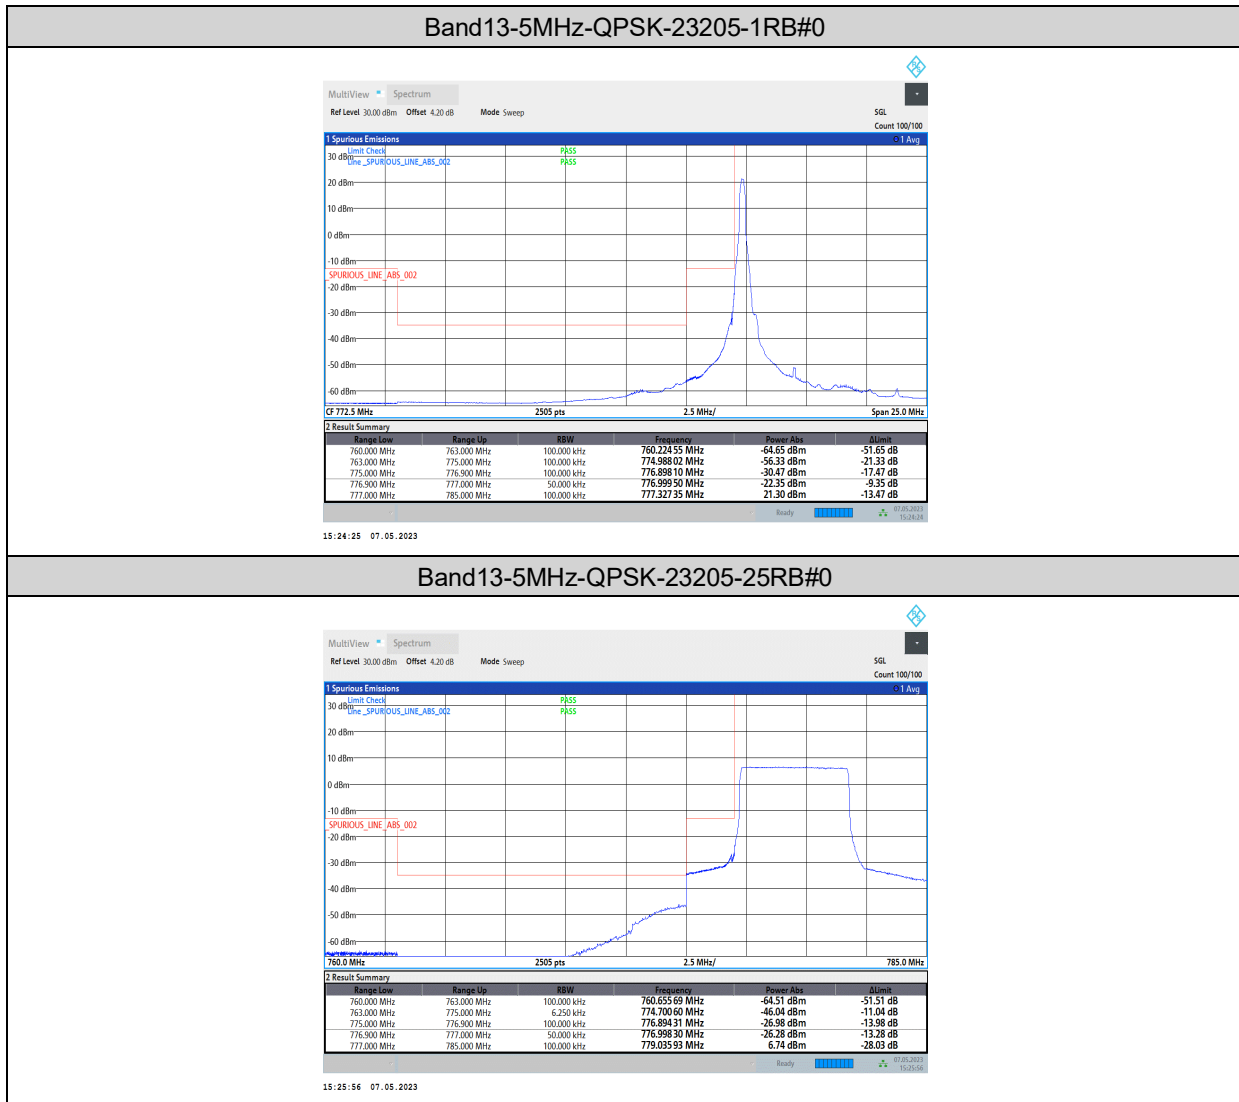 Band13-5MHz-QPSK-23205-1RB#0
MultiView Spectrum
Ref Level 30.00 dBm Offset 4.20 dB Mode Sweep SGL
Count 100/100
1 Spurious Emissions 1 Avg
Limit Check PASS
30 dBm Line _SPURIOUS_LINE_ABS_002 PASS
20 dBm
10 dBm
0 dBm
-10 dBm
_SPURIOUS_LINE_ABS_002
-20 dBm
-30 dBm
-40 dBm
-50 dBm
-60 dBm
CF 772.5 MHz 2505 pts 2.5 MHz/ Span 25.0 MHz
2 Result Summary
Range Low Range Up RBW Frequency Power Abs ΔLimit
760.000 MHz 763.000 MHz 100.000 kHz 760.224 55 MHz -64.65 dBm -51.65 dB
763.000 MHz 775.000 MHz 100.000 kHz 774.988 02 MHz -56.33 dBm -21.33 dB
775.000 MHz 776.900 MHz 100.000 kHz 776.898 10 MHz -30.47 dBm -17.47 dB
776.900 MHz 777.000 MHz 50.000 kHz 776.999 50 MHz -22.35 dBm -9.35 dB
777.000 MHz 785.000 MHz 100.000 kHz 777.327 35 MHz 21.30 dBm -13.47 dB
Ready 07.05.2023
15:24:24
15:24:25 07.05.2023
Band13-5MHz-QPSK-23205-25RB#0
MultiView Spectrum
Ref Level 30.00 dBm Offset 4.20 dB Mode Sweep SGL
Count 100/100
1 Spurious Emissions 1 Avg
Limit Check PASS
30 dBm Line _SPURIOUS_LINE_ABS_002 PASS
20 dBm
10 dBm
0 dBm
-10 dBm
_SPURIOUS_LINE_ABS_002
-20 dBm
-30 dBm
-40 dBm
-50 dBm
-60 dBm
760.0 MHz 2505 pts 2.5 MHz/ 785.0 MHz
2 Result Summary
Range Low Range Up RBW Frequency Power Abs ΔLimit
760.000 MHz 763.000 MHz 100.000 kHz 760.655 69 MHz -64.51 dBm -51.51 dB
763.000 MHz 775.000 MHz 6.250 kHz 774.700 60 MHz -46.04 dBm -11.04 dB
775.000 MHz 776.900 MHz 100.000 kHz 776.894 31 MHz -26.98 dBm -13.98 dB
776.900 MHz 777.000 MHz 50.000 kHz 776.998 30 MHz -26.28 dBm -13.28 dB
777.000 MHz 785.000 MHz 100.000 kHz 779.035 93 MHz 6.74 dBm -28.03 dB
Ready 07.05.2023
15:25:56
15:25:56 07.05.2023